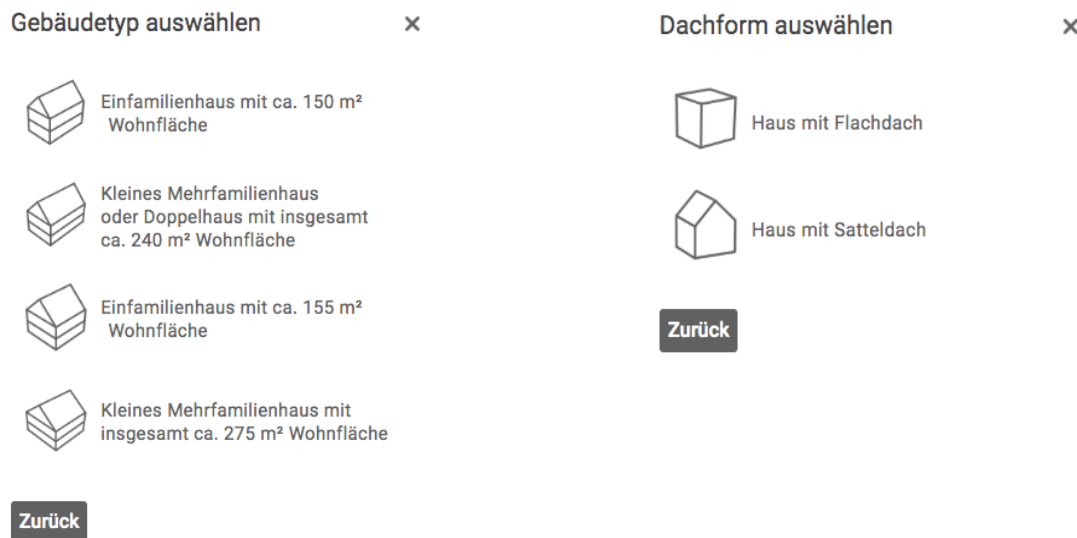 Gebäudetyp auswählen
Einfamilienhaus mit ca. 150 m²
Wohnfläche
Kleines Mehrfamilienhaus
oder Doppelhaus mit insgesamt
ca. 240 m² Wohnfläche
Einfamilienhaus mit ca. 155 m²
Wohnfläche
Kleines Mehrfamilienhaus mit
insgesamt ca. 275 m² Wohnfläche
Zurück
Dachform auswählen
Haus mit Flachdach
Haus mit Satteldach
Zurück